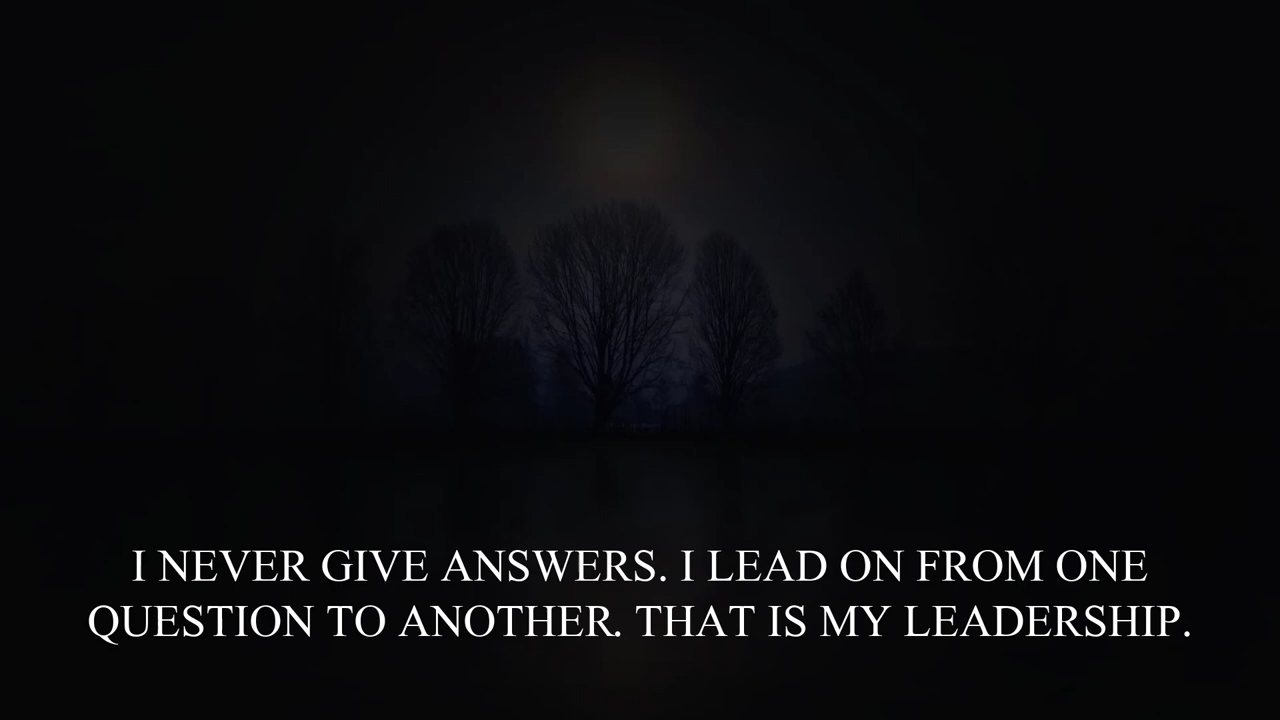 I NEVER GIVE ANSWERS. I LEAD ON FROM ONE
QUESTION TO ANOTHER. THAT IS MY LEADERSHIP.